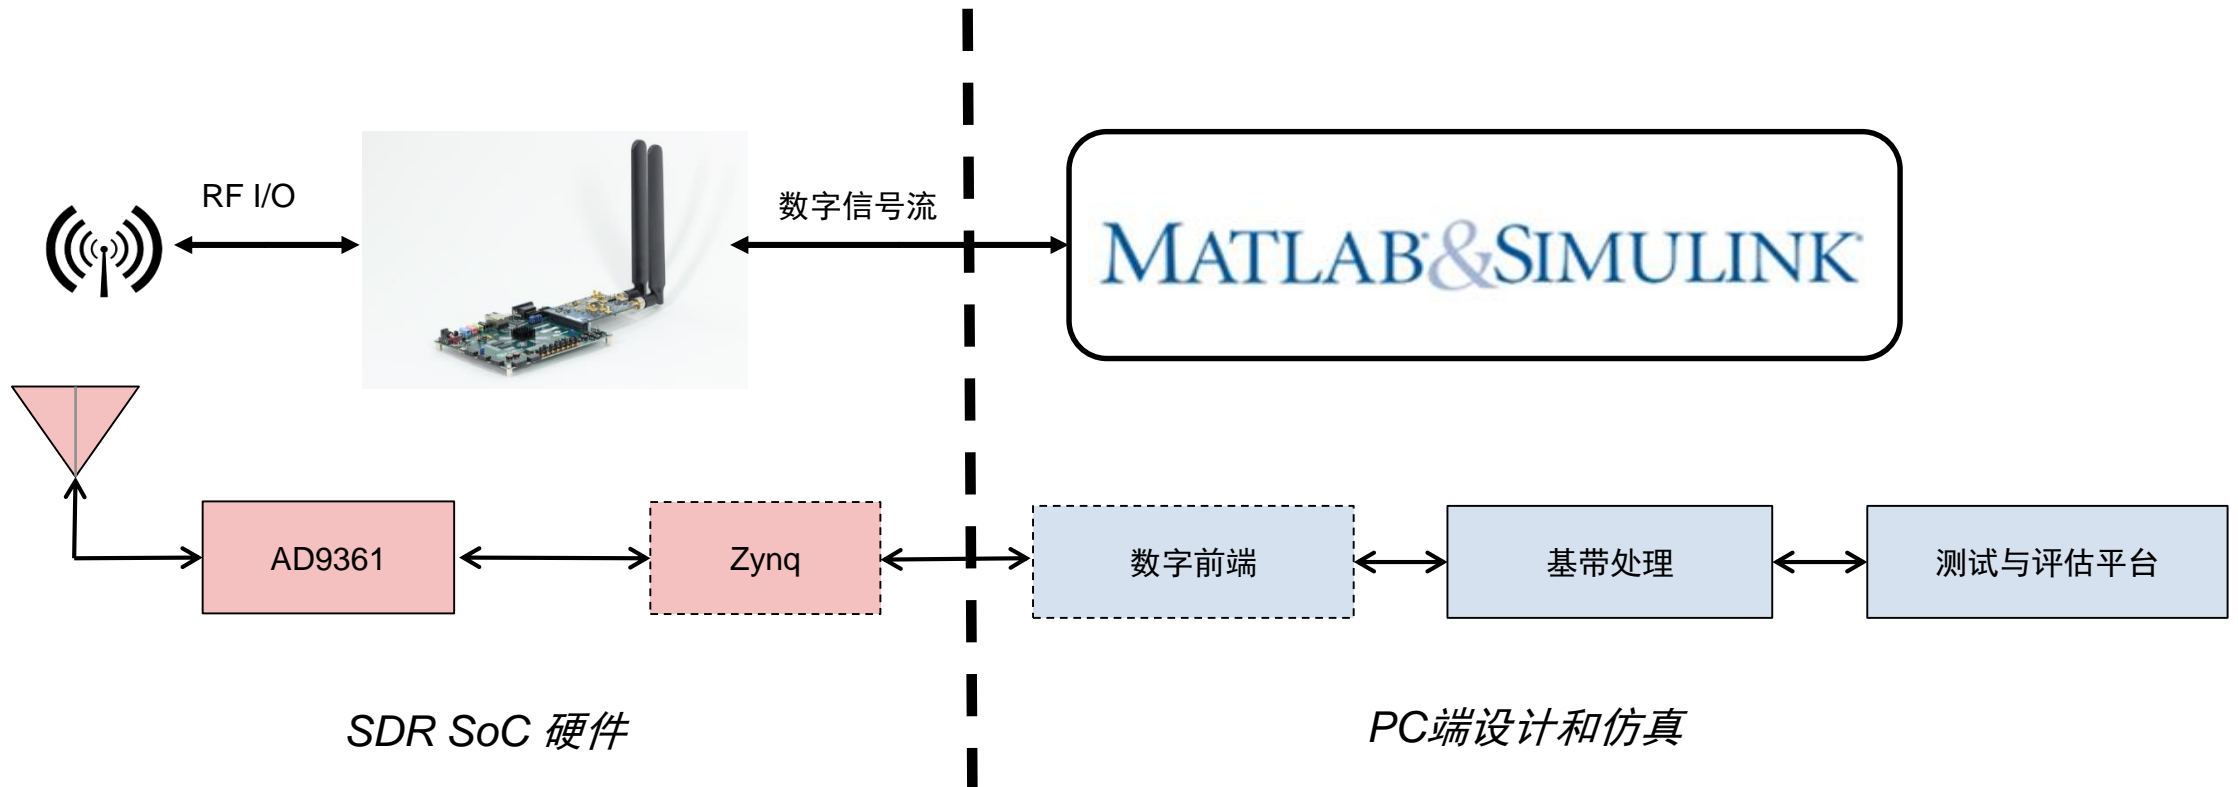 RF I/O
数字信号流
MATLAB&SIMULINK
AD9361
Zynq
数字前端
基带处理
测试与评估平台
SDR SoC 硬件
PC端设计和仿真